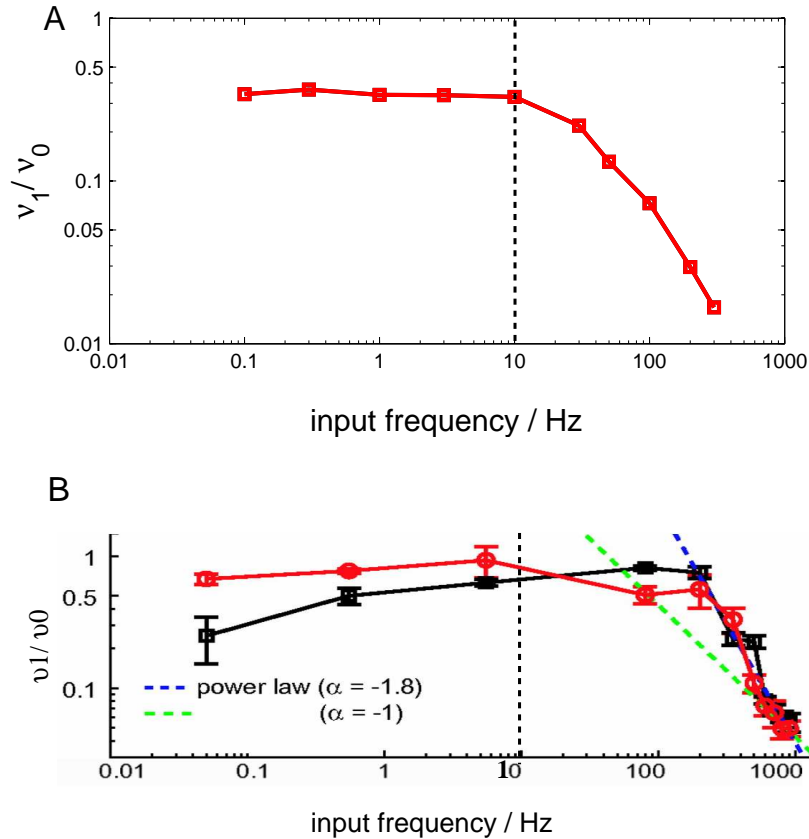 A
1
0.5
0.1
0.05
0.01
ν1/ν0
0.01 0.1 1 10 100 1000
input frequency / Hz
B
1
0.5
0.1
υ1/υ0
power law (α = -1.8)
(α = -1)
0.01 0.1 1 10 100 1000
input frequency / Hz